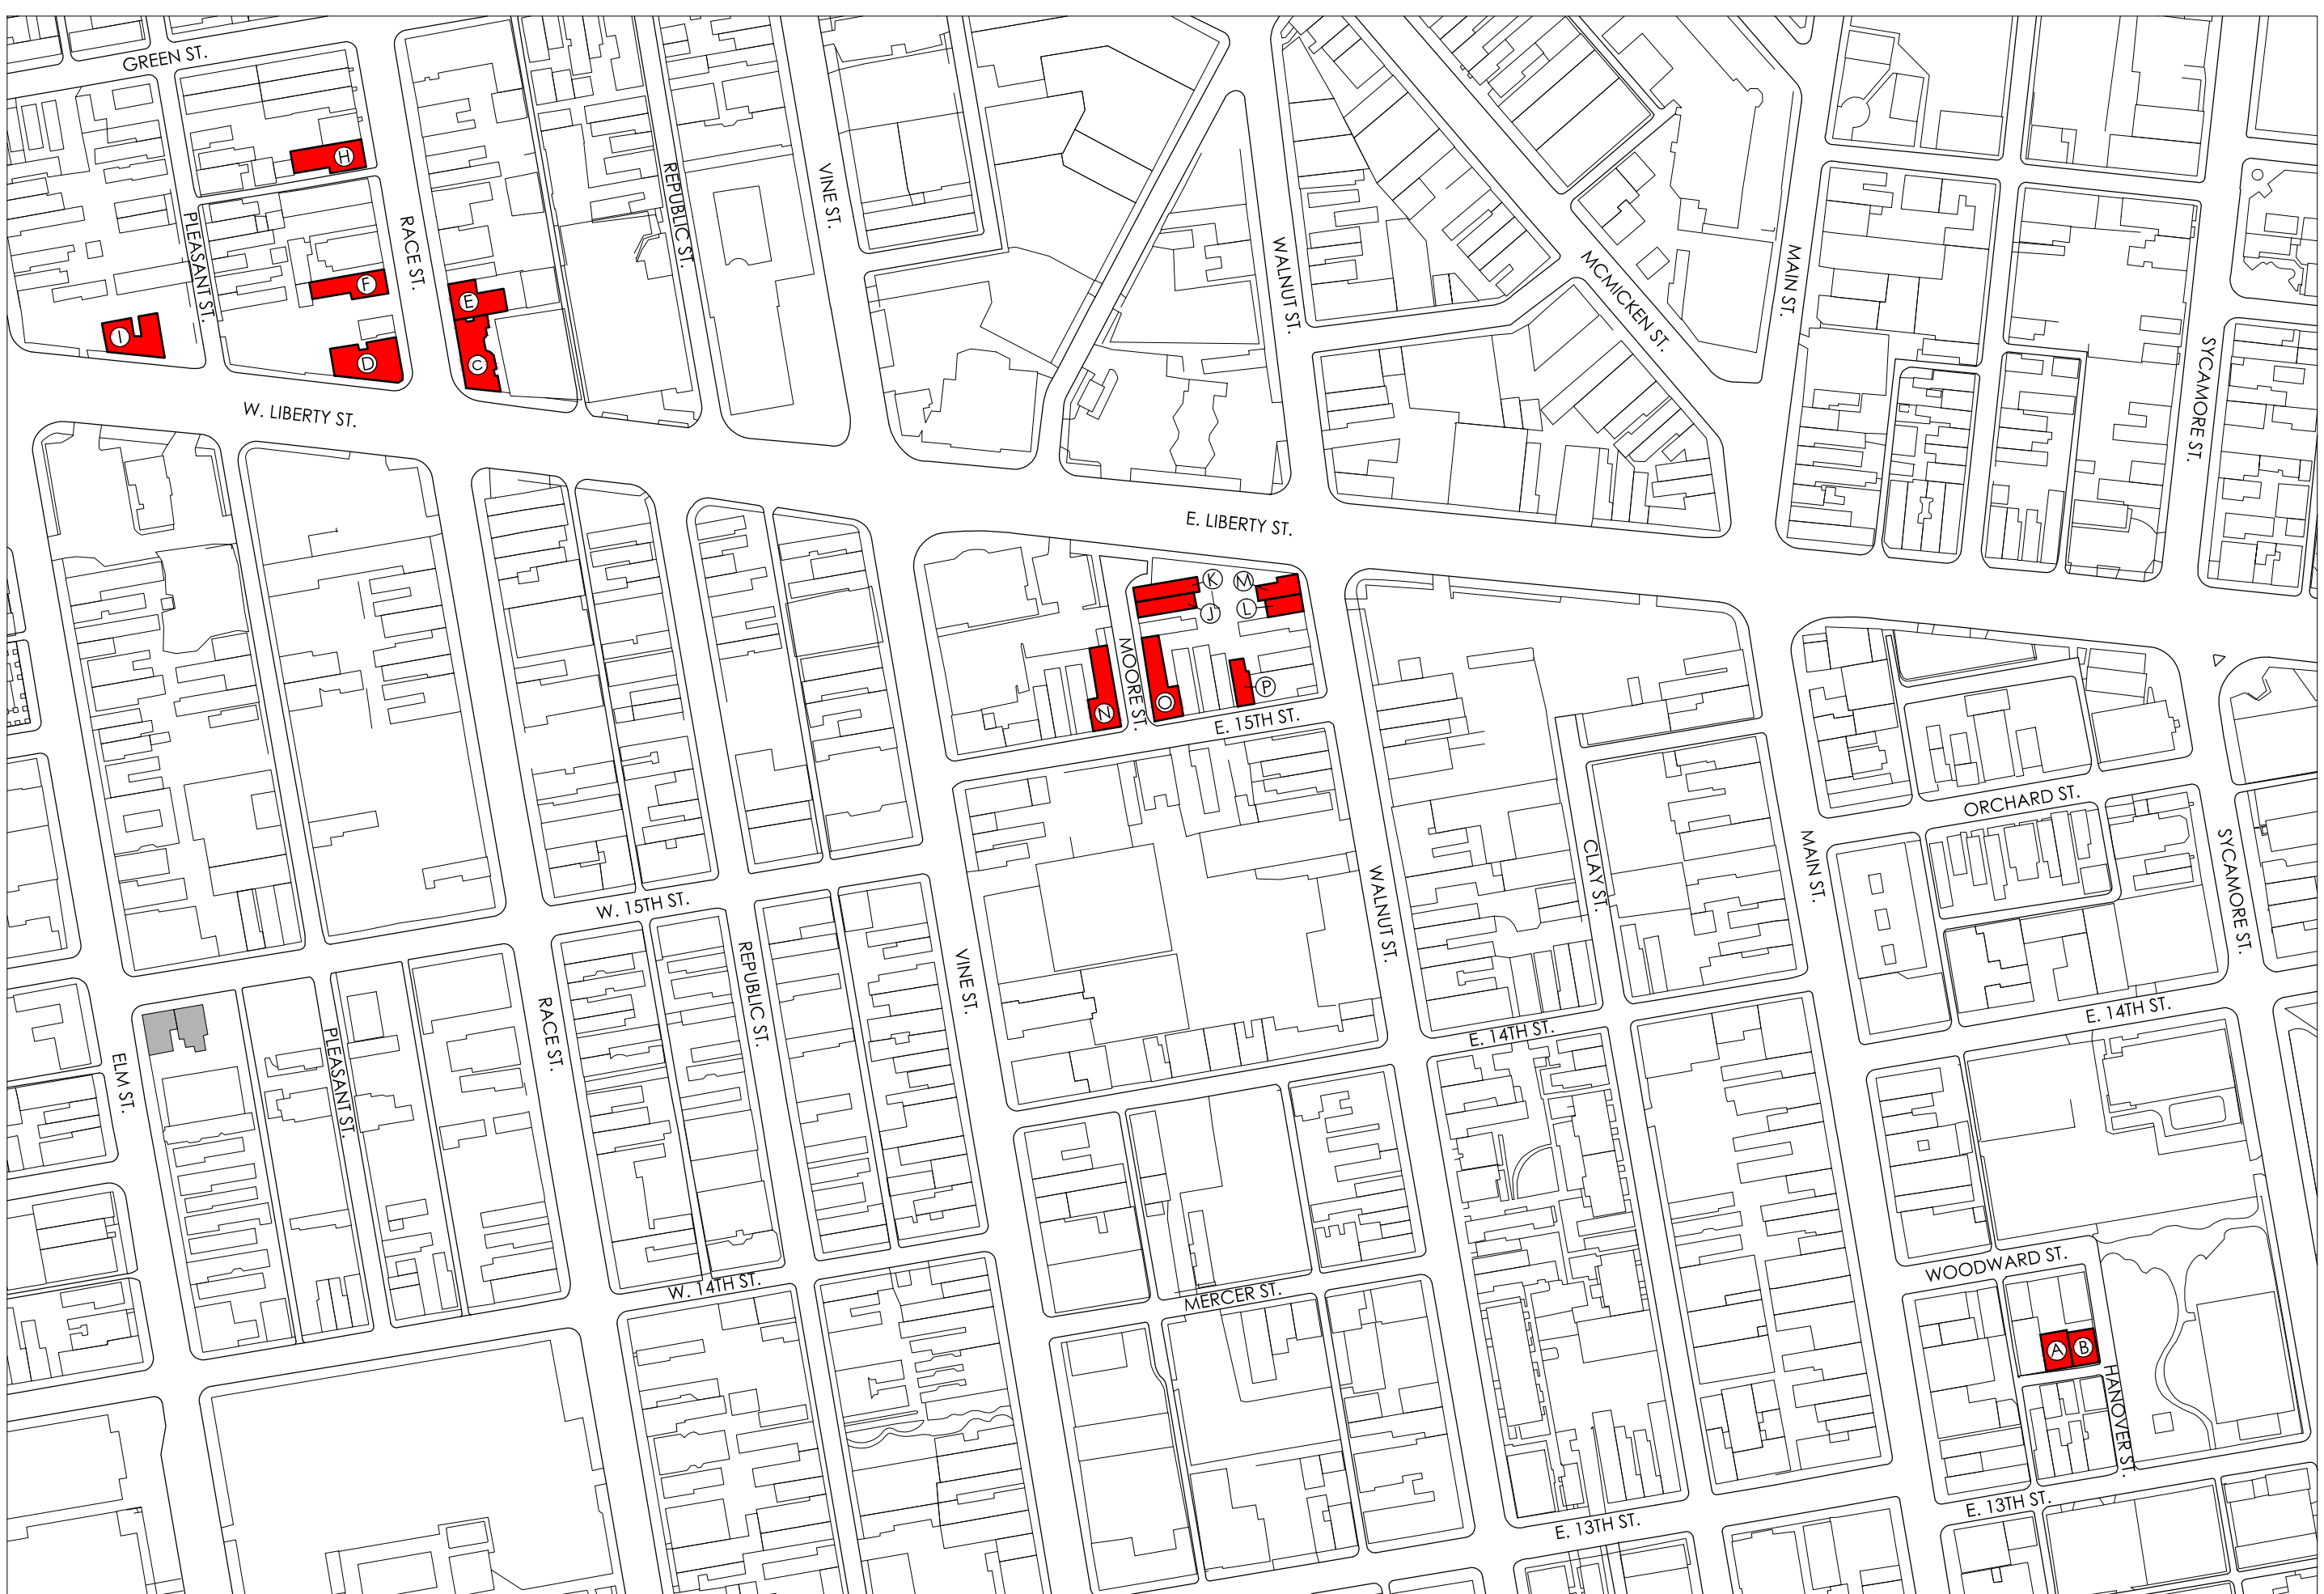 GREEN ST.
H
PLEASANT ST.
RACE ST.
REPUBLIC ST.
VINE ST.
WALNUT ST.
MCMICKEN ST.
MAIN ST.
SYCAMORE ST.
F
E
I
D
C
W. LIBERTY ST.
E. LIBERTY ST.
K
M
J
L
MOORE ST.
N
O
P
E. 15TH ST.
ORCHARD ST.
W. 15TH ST.
REPUBLIC ST.
VINE ST.
WALNUT ST.
CLAY ST.
MAIN ST.
SYCAMORE ST.
ELM ST.
PLEASANT ST.
RACE ST.
E. 14TH ST.
E. 14TH ST.
W. 14TH ST.
MERCER ST.
WOODWARD ST.
A
B
HANOVER ST.
E. 13TH ST.
E. 13TH ST.